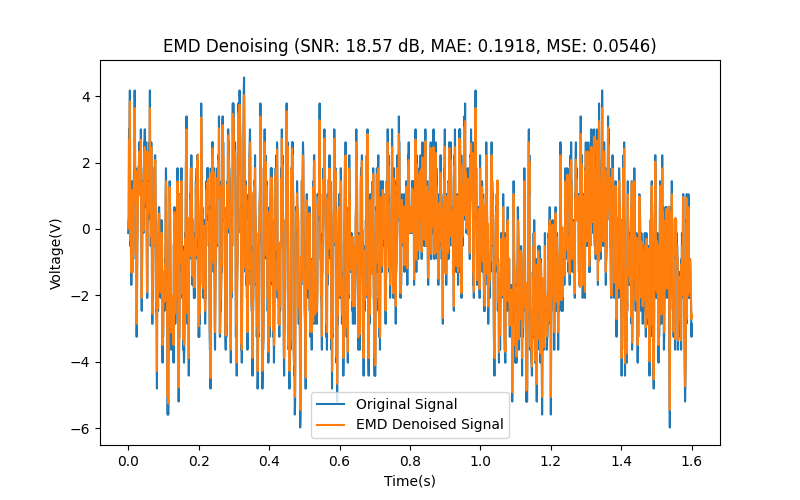 EMD Denoising (SNR: 18.57 dB, MAE: 0.1918, MSE: 0.0546)
4
2
0
−2
−4
−6
Voltage(V)
Original Signal
EMD Denoised Signal
0.0 0.2 0.4 0.6 0.8 1.0 1.2 1.4 1.6
Time(s)